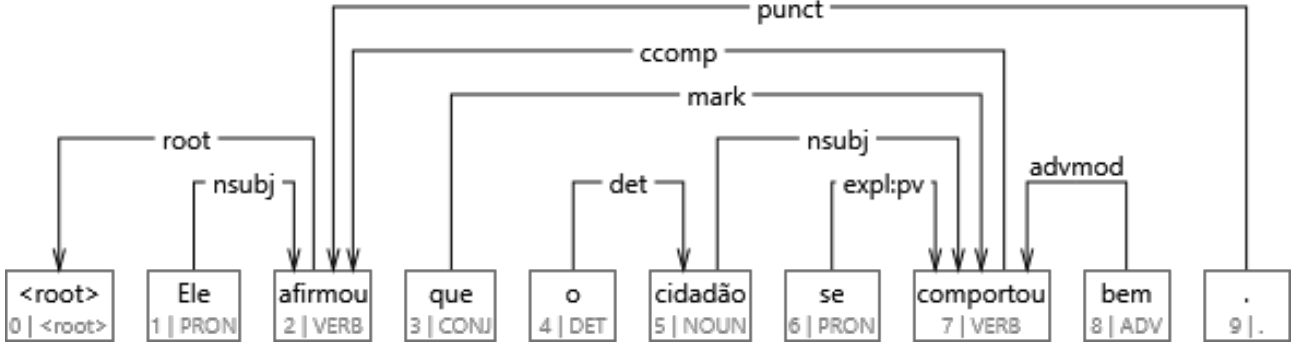 punct
ccomp
mark
root nsubj
nsubj det expl:pv advmod
<root> Ele afirmou que o cidadão se comportou bem .
0 | <root> 1 | PRON 2 | VERB 3 | CONJ 4 | DET 5 | NOUN 6 | PRON 7 | VERB 8 | ADV 9 | .